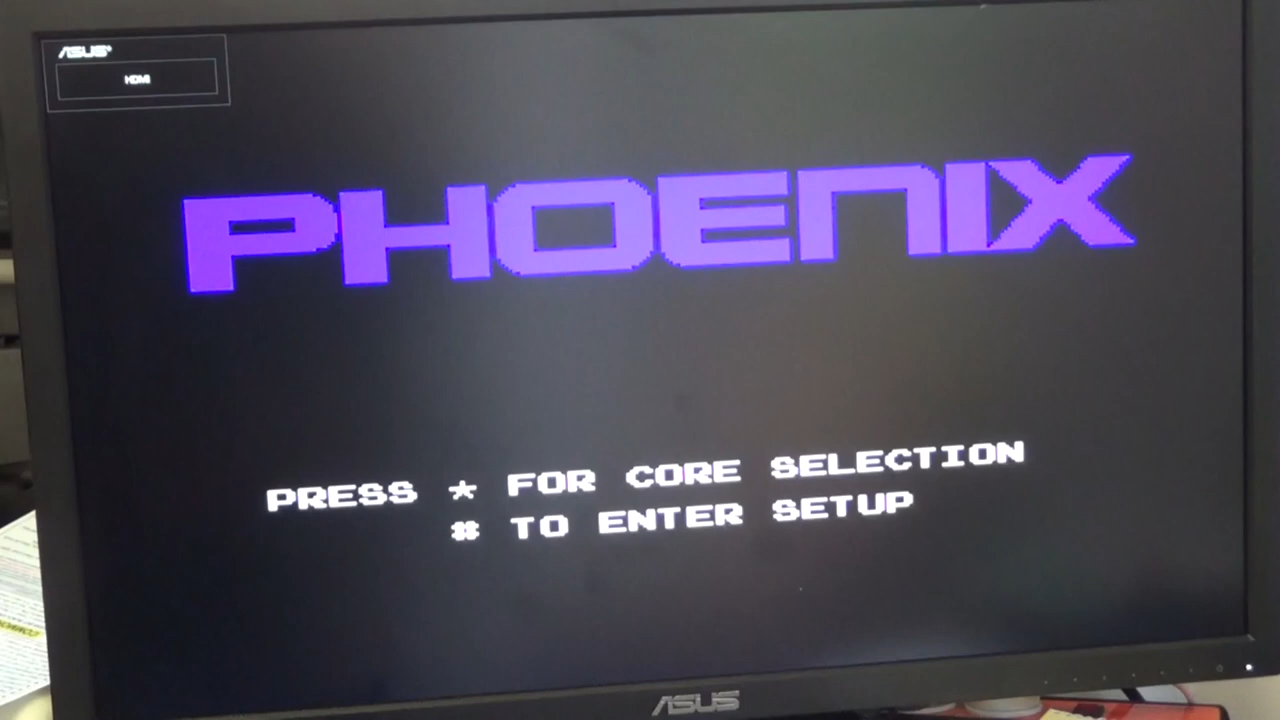 ASUS
HDMI
PHOENIX
PRESS * FOR CORE SELECTION
# TO ENTER SETUP
ASUS